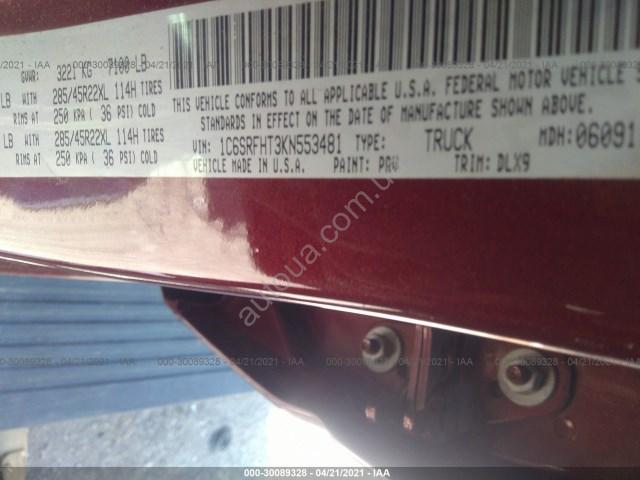 GVWR: 3221 KG 7100 LB
LB WITH 285/45R22XL 114H TIRES
RIMS AT 250 KPA ( 36 PSI) COLD
LB WITH 285/45R22XL 114H TIRES
RIMS AT 250 KPA ( 36 PSI) COLD
THIS VEHICLE CONFORMS TO ALL APPLICABLE U.S.A. FEDERAL MOTOR VEHICLE
STANDARDS IN EFFECT ON THE DATE OF MANUFACTURE SHOWN ABOVE.
VIN: 1C6SRFHT3KN553481 TYPE: TRUCK MDH: 06091
VEHICLE MADE IN U.S.A. PAINT: PRV TRIM: DLX9
000-30089328 - 04/21/2021 - IAA
autoua.com.ua